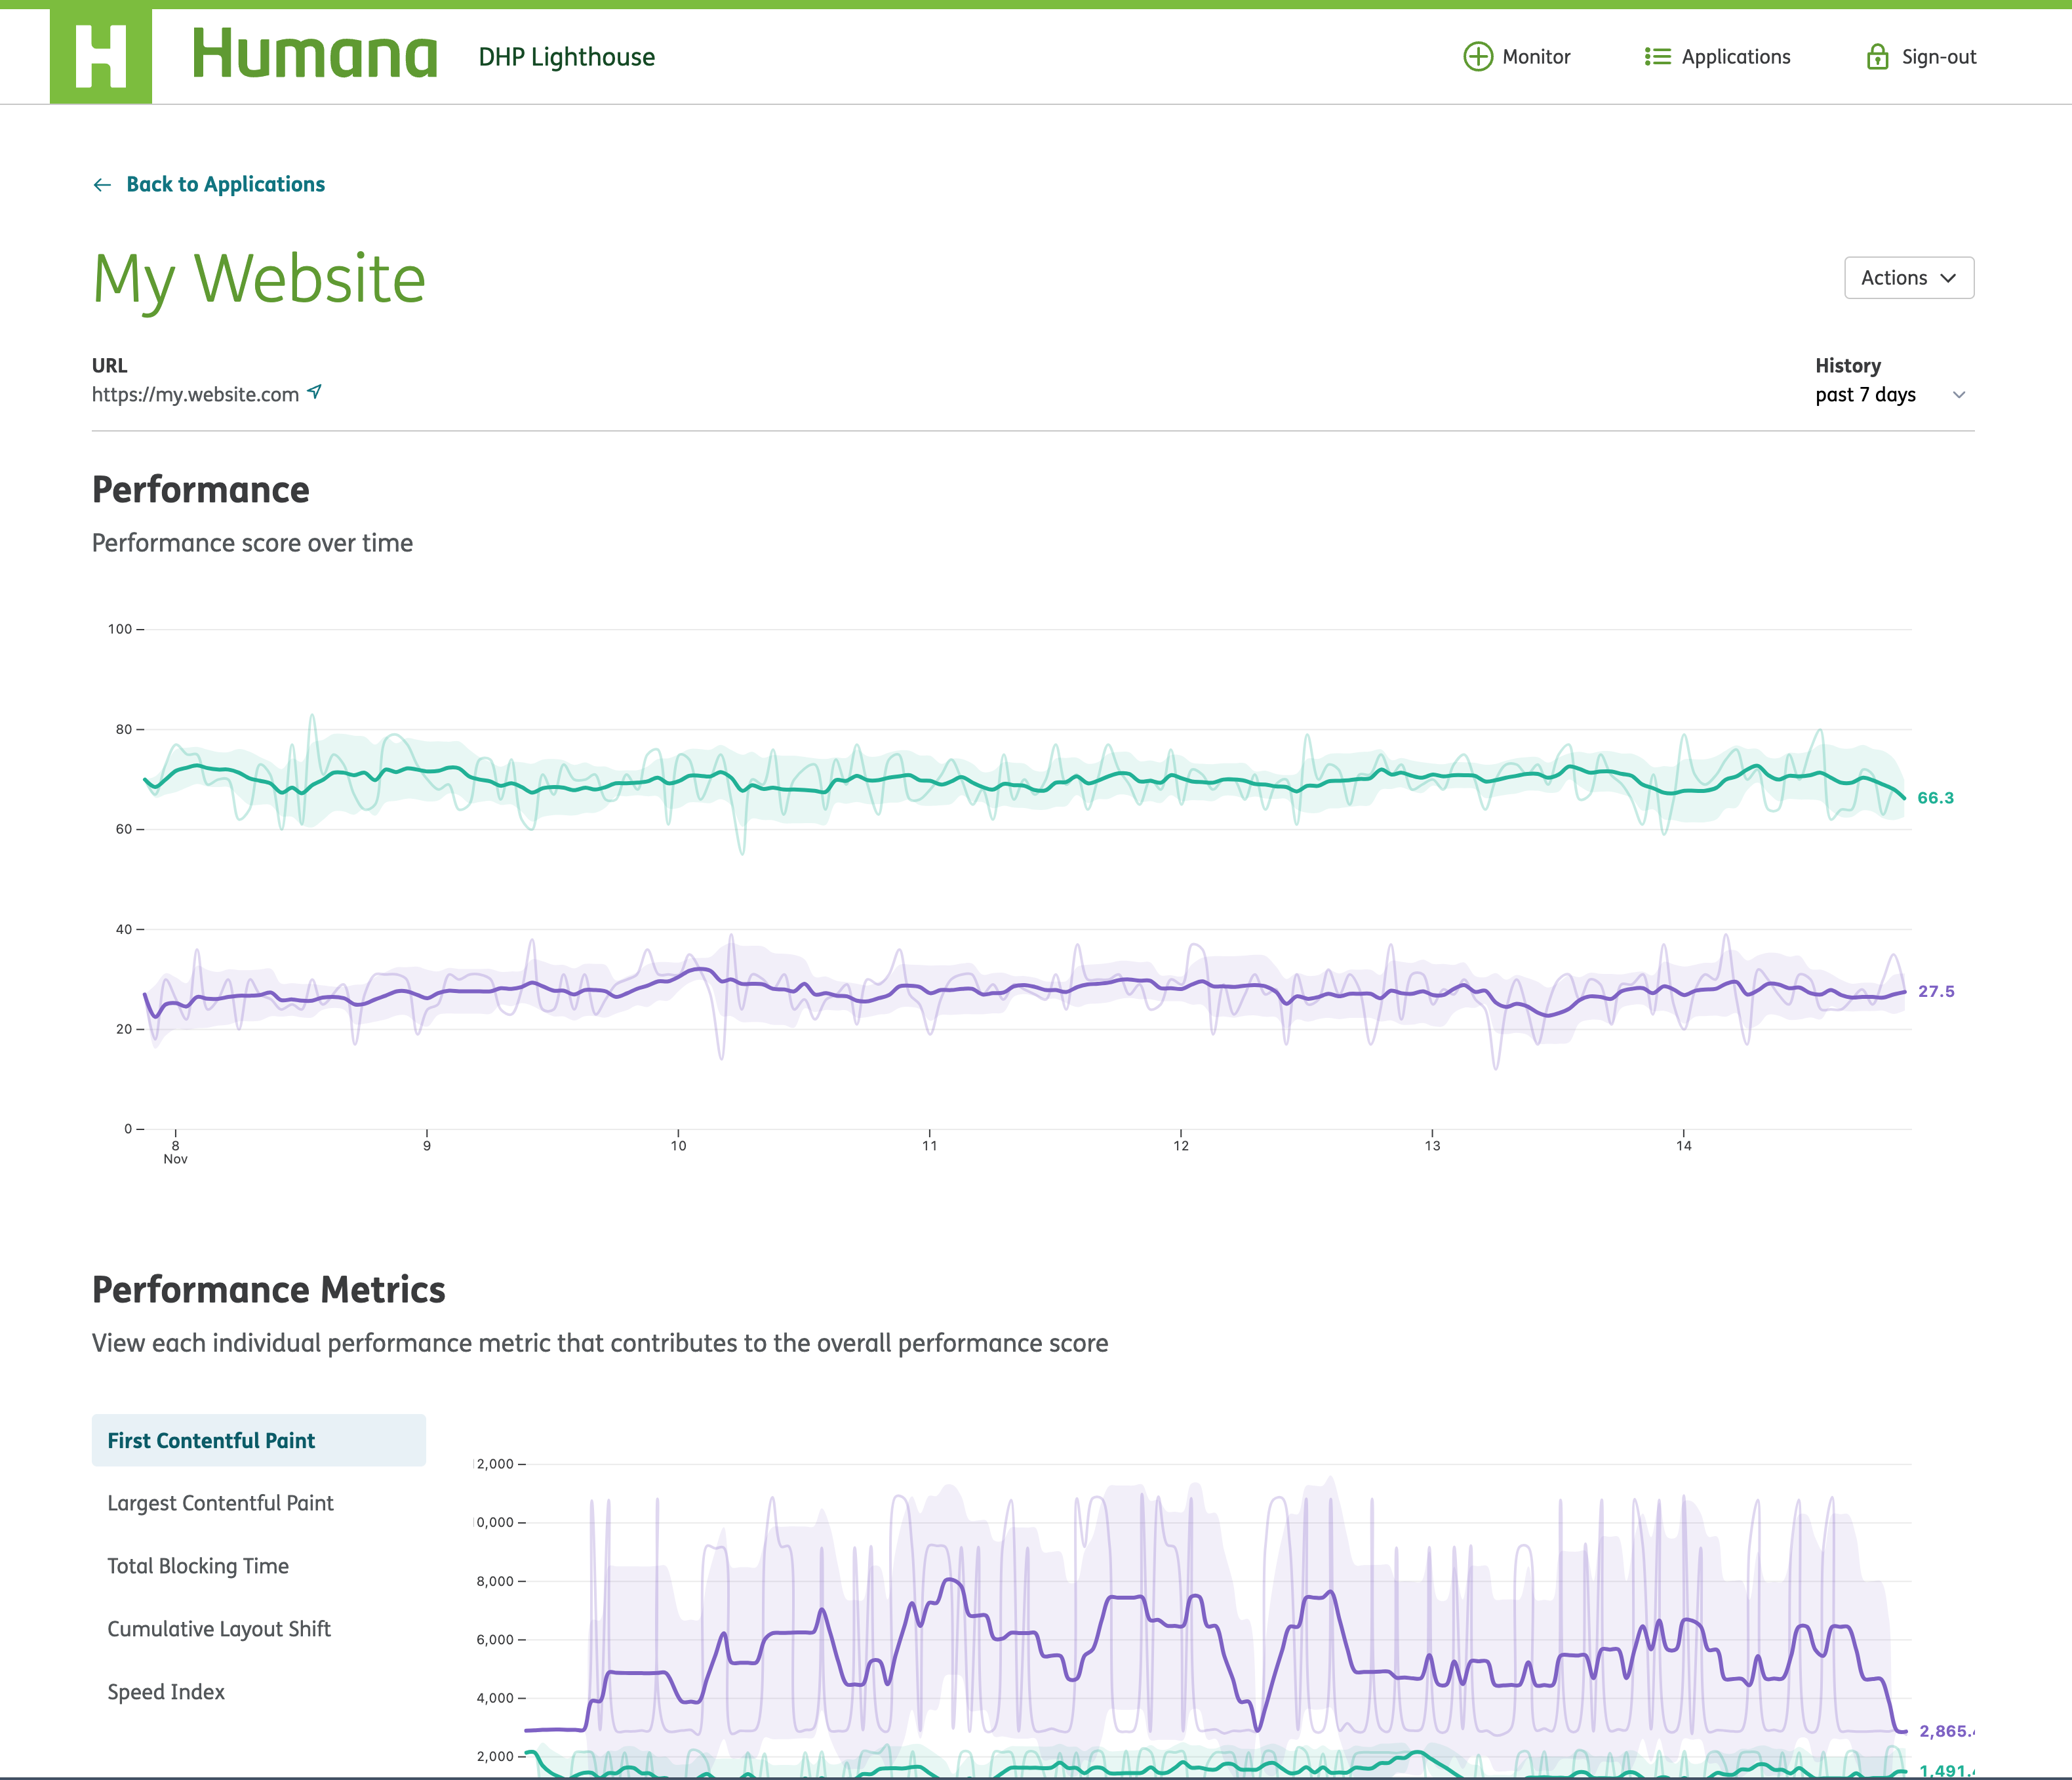 Humana DHP Lighthouse Monitor Applications Sign-out
Back to Applications
My Website
Actions
URL
https://my.website.com
History
past 7 days
Performance
Performance score over time
100
80
60
40
20
0
66.3
27.5
8 9 10 11 12 13 14
Nov
Performance Metrics
View each individual performance metric that contributes to the overall performance score
First Contentful Paint
Largest Contentful Paint
Total Blocking Time
Cumulative Layout Shift
Speed Index
2,000
0,000
8,000
6,000
4,000
2,000
2,865.
1,491.